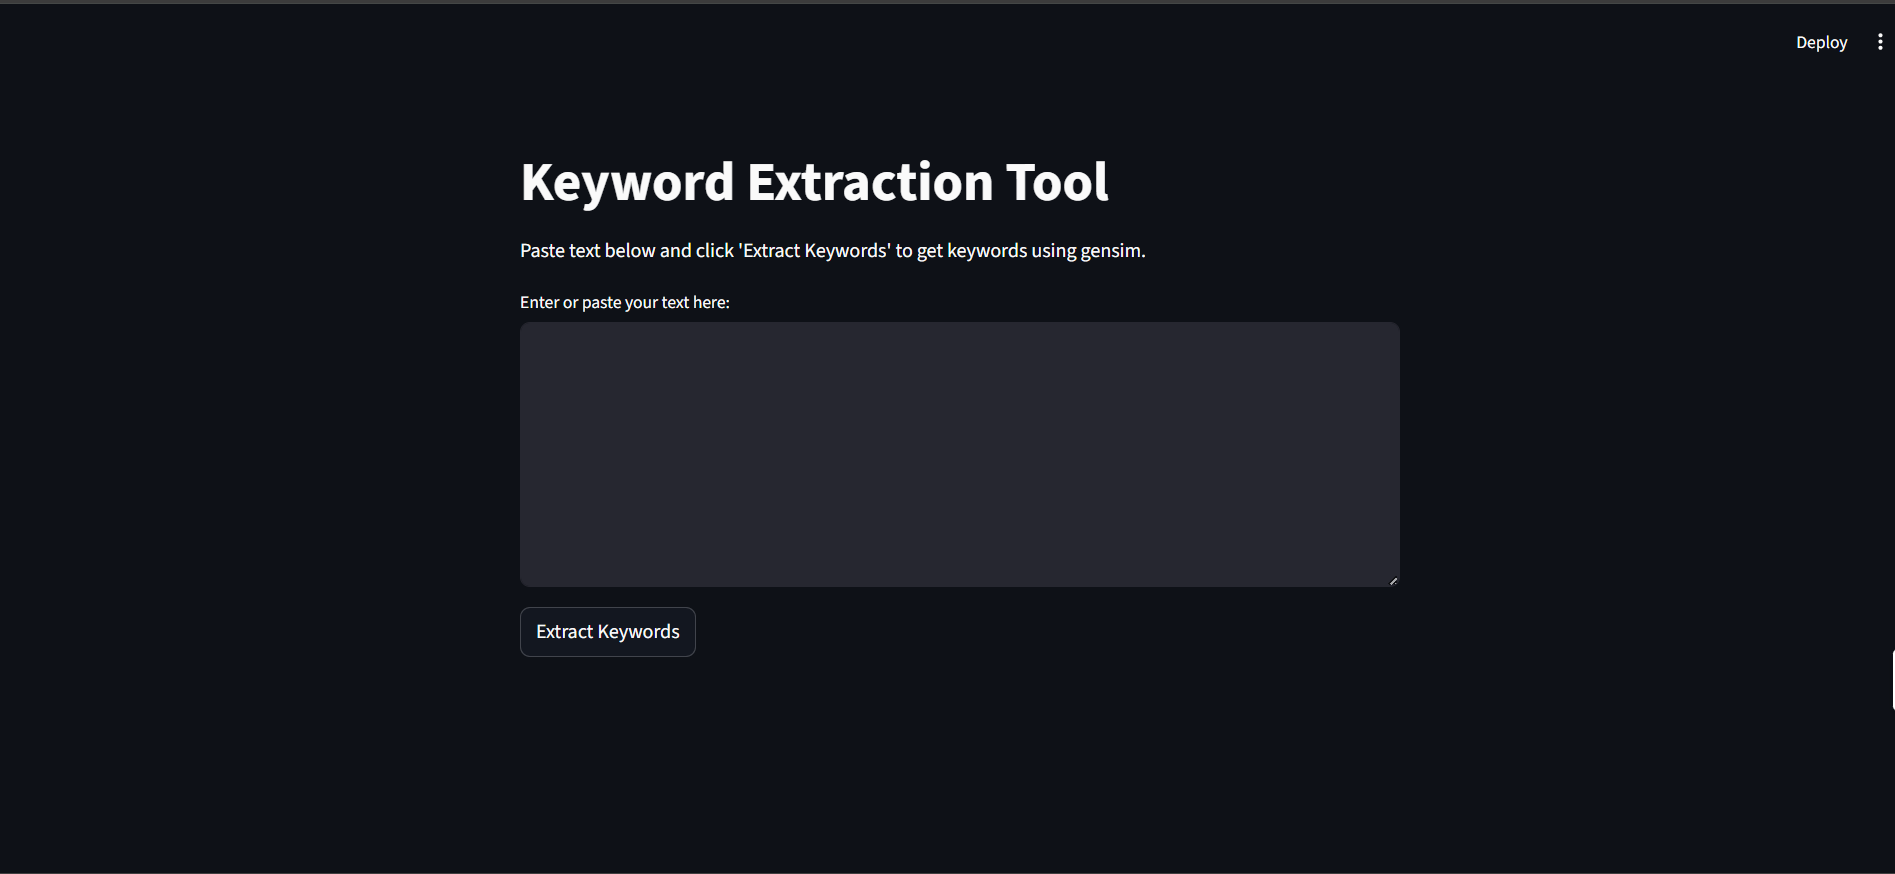 Deploy
Keyword Extraction Tool
Paste text below and click 'Extract Keywords' to get keywords using gensim.
Enter or paste your text here:
Extract Keywords